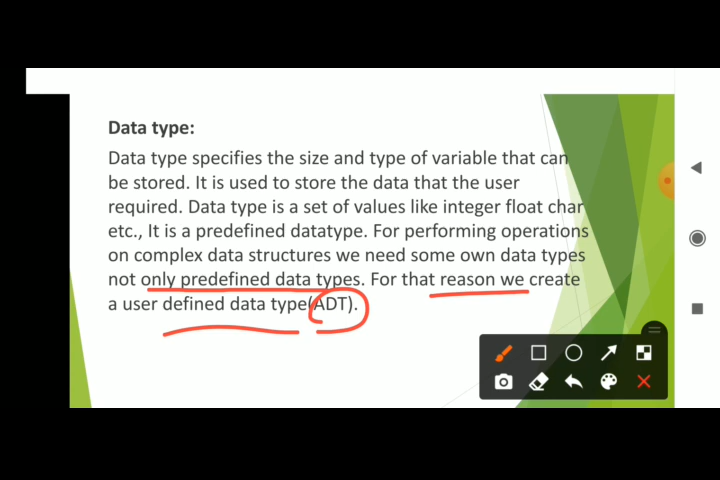 Data type:
Data type specifies the size and type of variable that can
be stored. It is used to store the data that the user
required. Data type is a set of values like integer float char
etc., It is a predefined datatype. For performing operations
on complex data structures we need some own data types
not only predefined data types. For that reason we create
a user defined data type(ADT).